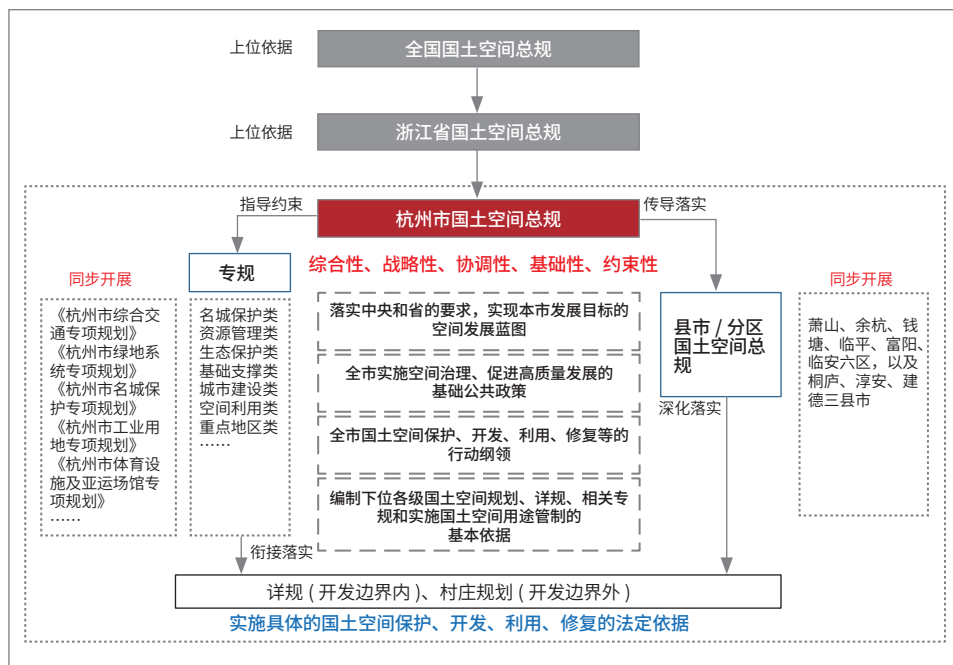 上位依据
全国国土空间总规
上位依据
浙江省国土空间总规
指导约束
杭州市国土空间总规
传导落实
专规
综合性、战略性、协调性、基础性、约束性
同步开展
《杭州市综合交
通专项规划》
《杭州市绿地系
统专项规划》
《杭州市名城保
护专项规划》
《杭州市工业用
地专项规划》
《杭州市体育设
施及亚运场馆专
项规划》
……
名城保护类
资源管理类
生态保护类
基础支撑类
城市建设类
空间利用类
重点地区类
……
落实中央和省的要求，实现本市发展目标的
空间发展蓝图
全市实施空间治理、促进高质量发展的
基础公共政策
全市国土空间保护、开发、利用、修复等的
行动纲领
编制下位各级国土空间规划、详规、相关专
规和实施国土空间用途管制的
基本依据
县市 / 分区
国土空间总
规
同步开展
萧山、余杭、钱
塘、临平、富阳、
临安六区，以及
桐庐、淳安、建
德三县市
深化落实
衔接落实
详规 ( 开发边界内 )、村庄规划 ( 开发边界外 )
实施具体的国土空间保护、开发、利用、修复的法定依据